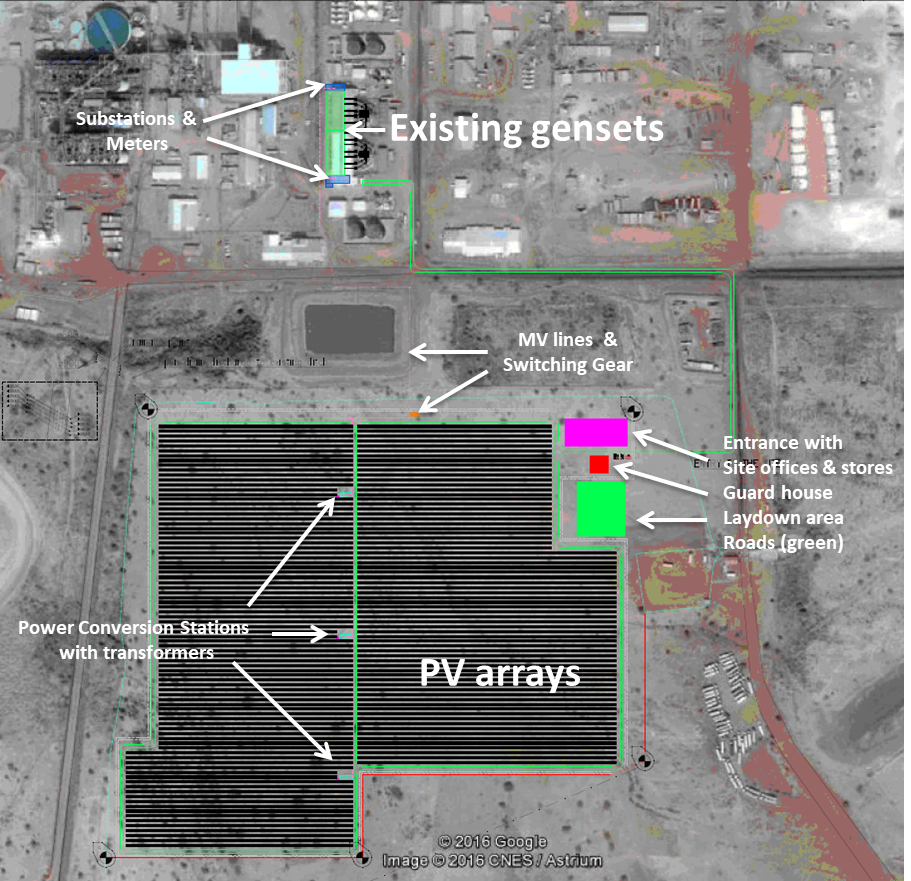 Substations &
Meters
Existing gensets
MV lines &
Switching Gear
Entrance with
Site offices & stores
Guard house
Laydown area
Roads (green)
Power Conversion Stations
with transformers
PV arrays
© 2016 Google
Image © 2016 CNES / Astrium